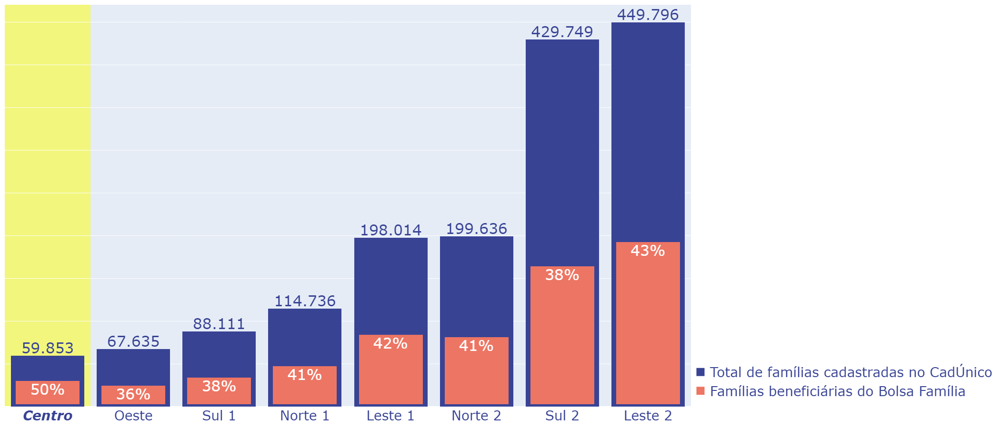 449.796
429.749
198.014
199.636
114.736
88.111
67.635
59.853
50%
36%
38%
41%
42%
41%
38%
43%
Centro
Oeste
Sul 1
Norte 1
Leste 1
Norte 2
Sul 2
Leste 2
Total de famílias cadastradas no CadÚnico
Famílias beneficiárias do Bolsa Família